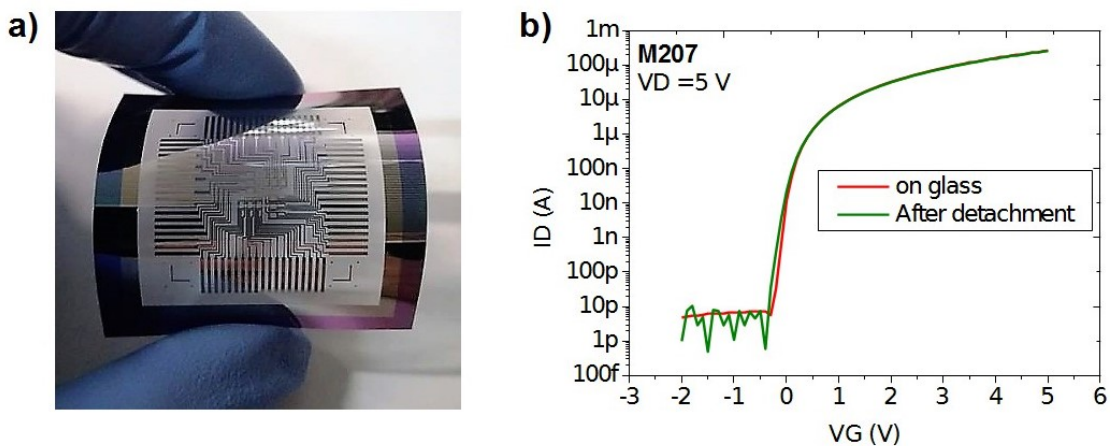 a)
b)
M207
VD =5 V
ID (A)
1m
100µ
10µ
1µ
100n
10n
1n
100p
10p
1p
100f
on glass
After detachment
-3 -2 -1 0 1 2 3 4 5 6
VG (V)